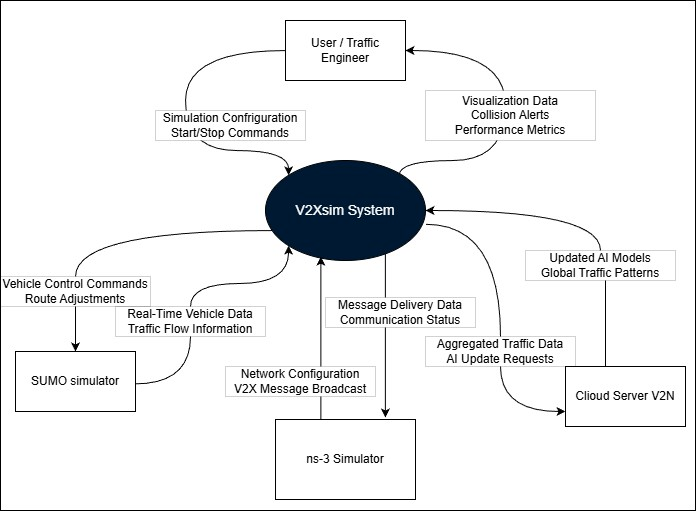 User / Traffic
Engineer
Simulation Confriguration
Start/Stop Commands
Visualization Data
Collision Alerts
Performance Metrics
V2Xsim System
Vehicle Control Commands
Route Adjustments
Real-Time Vehicle Data
Traffic Flow Information
Message Delivery Data
Communication Status
Updated AI Models
Global Traffic Patterns
Aggregated Traffic Data
AI Update Requests
Network Configuration
V2X Message Broadcast
SUMO simulator
Clioud Server V2N
ns-3 Simulator